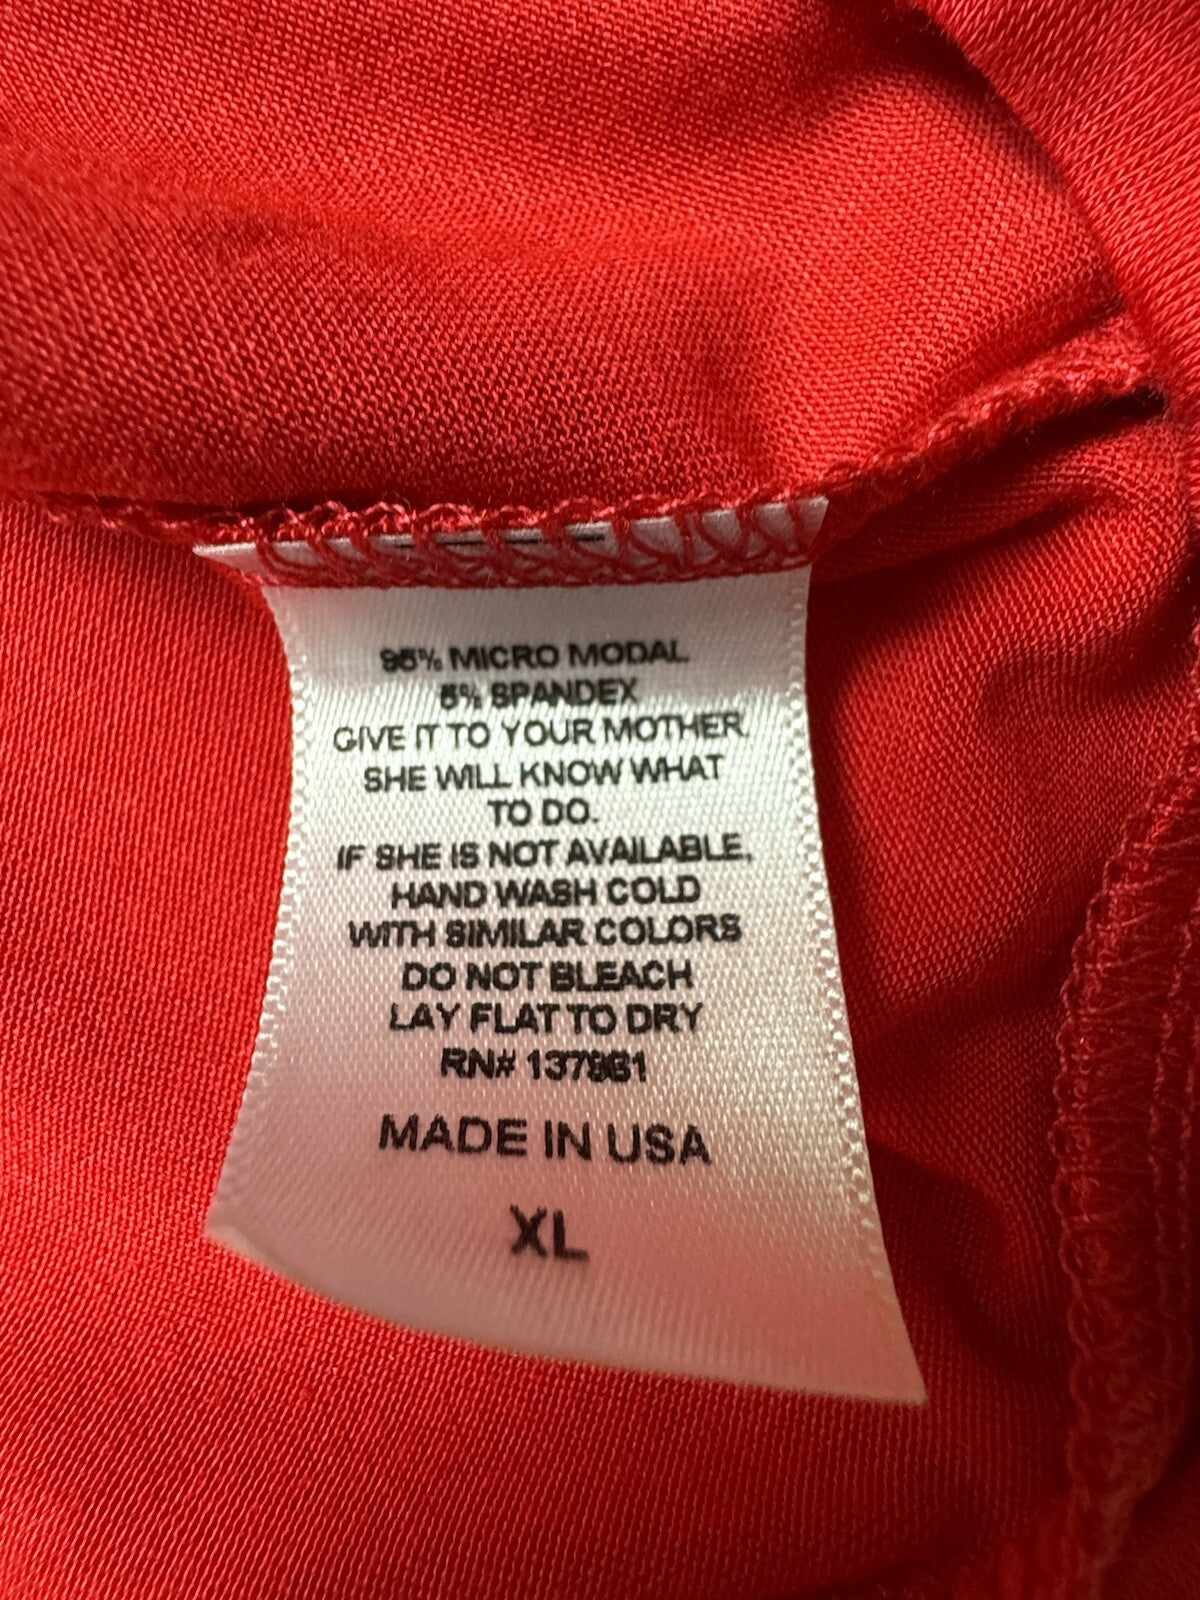 95% MICRO MODAL
5% SPANDEX
GIVE IT TO YOUR MOTHER.
SHE WILL KNOW WHAT
TO DO.
IF SHE IS NOT AVAILABLE,
HAND WASH COLD
WITH SIMILAR COLORS
DO NOT BLEACH
LAY FLAT TO DRY
RN# 137961
MADE IN USA
XL